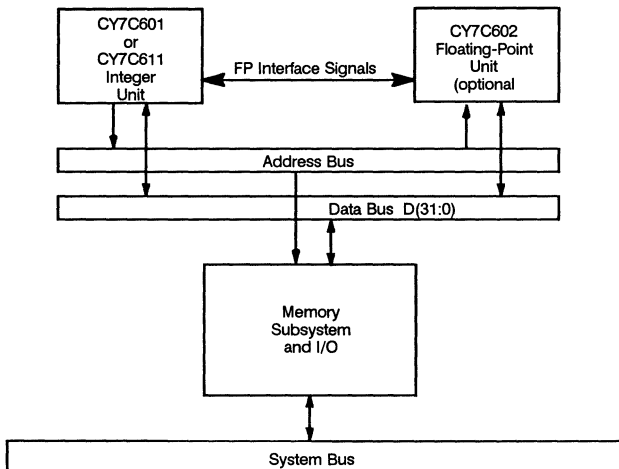 CY7C601
or
CY7C611
Integer
Unit
FP Interface Signals
CY7C602
Floating-Point
Unit
(optional
Address Bus
Data Bus D(31:0)
Memory
Subsystem
and I/O
System Bus